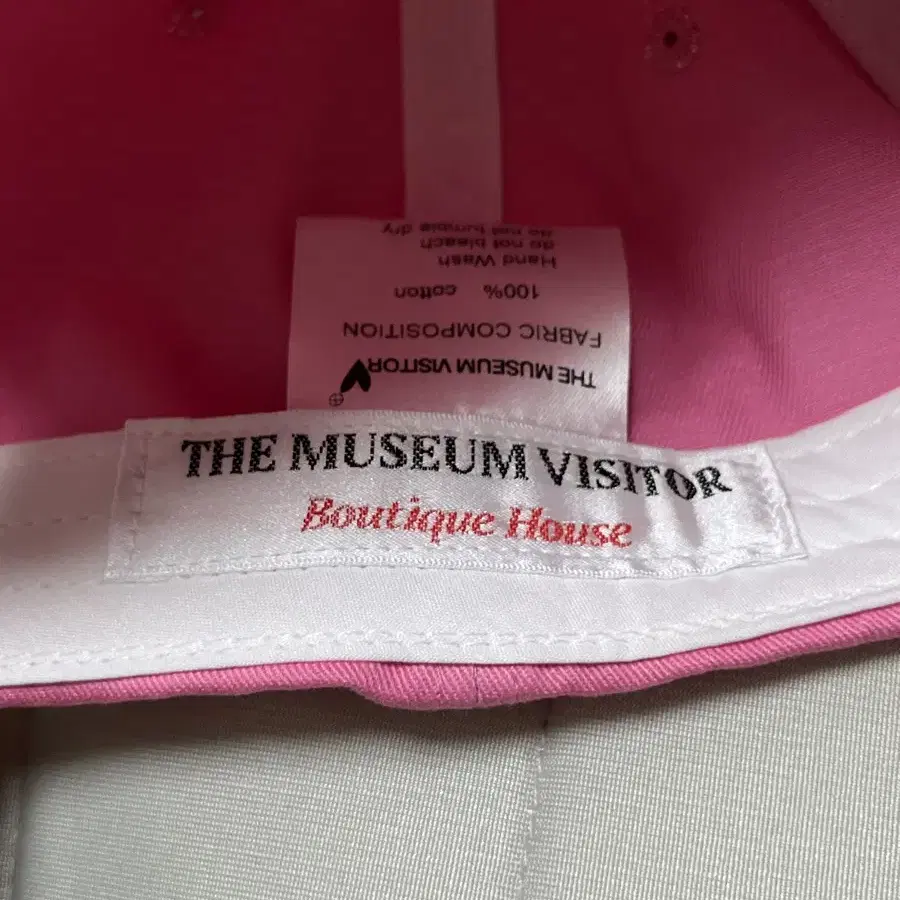 THE MUSEUM VISITOR
Boutique House
THE MUSEUM VISITOR
FABRIC COMPOSITION
100% cotton
Hand Wash
do not bleach
do not tumble dry